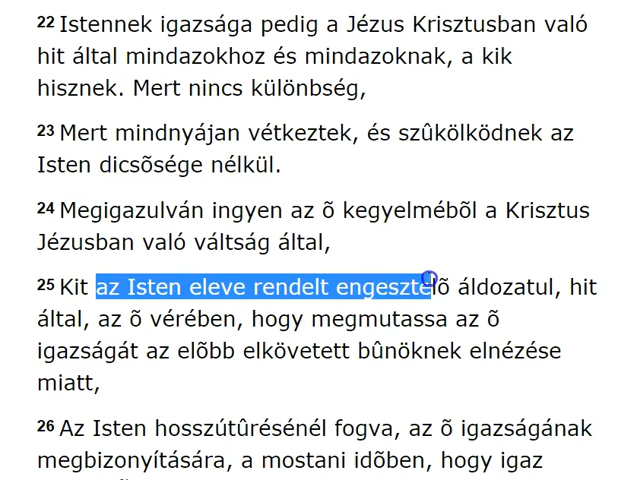 22 Istennek igazsága pedig a Jézus Krisztusban való
hit által mindazokhoz és mindazoknak, a kik
hisznek. Mert nincs különbség,
23 Mert mindnyájan vétkeztek, és szûkölködnek az
Isten dicsõsége nélkül.
24 Megigazulván ingyen az õ kegyelmébõl a Krisztus
Jézusban való váltság által,
25 Kit az Isten eleve rendelt engesztelõ áldozatul, hit
által, az õ vérében, hogy megmutassa az õ
igazságát az elõbb elkövetett bûnöknek elnézése
miatt,
26 Az Isten hosszútûrésénél fogva, az õ igazságának
megbizonyítására, a mostani idõben, hogy igaz